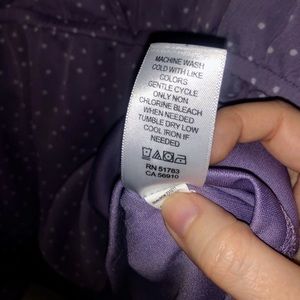 MACHINE WASH
COLD WITH LIKE
COLORS
GENTLE CYCLE
ONLY NON
CHLORINE BLEACH
WHEN NEEDED
TUMBLE DRY LOW
COOL IRON IF
NEEDED
RN 51783
CA 56910